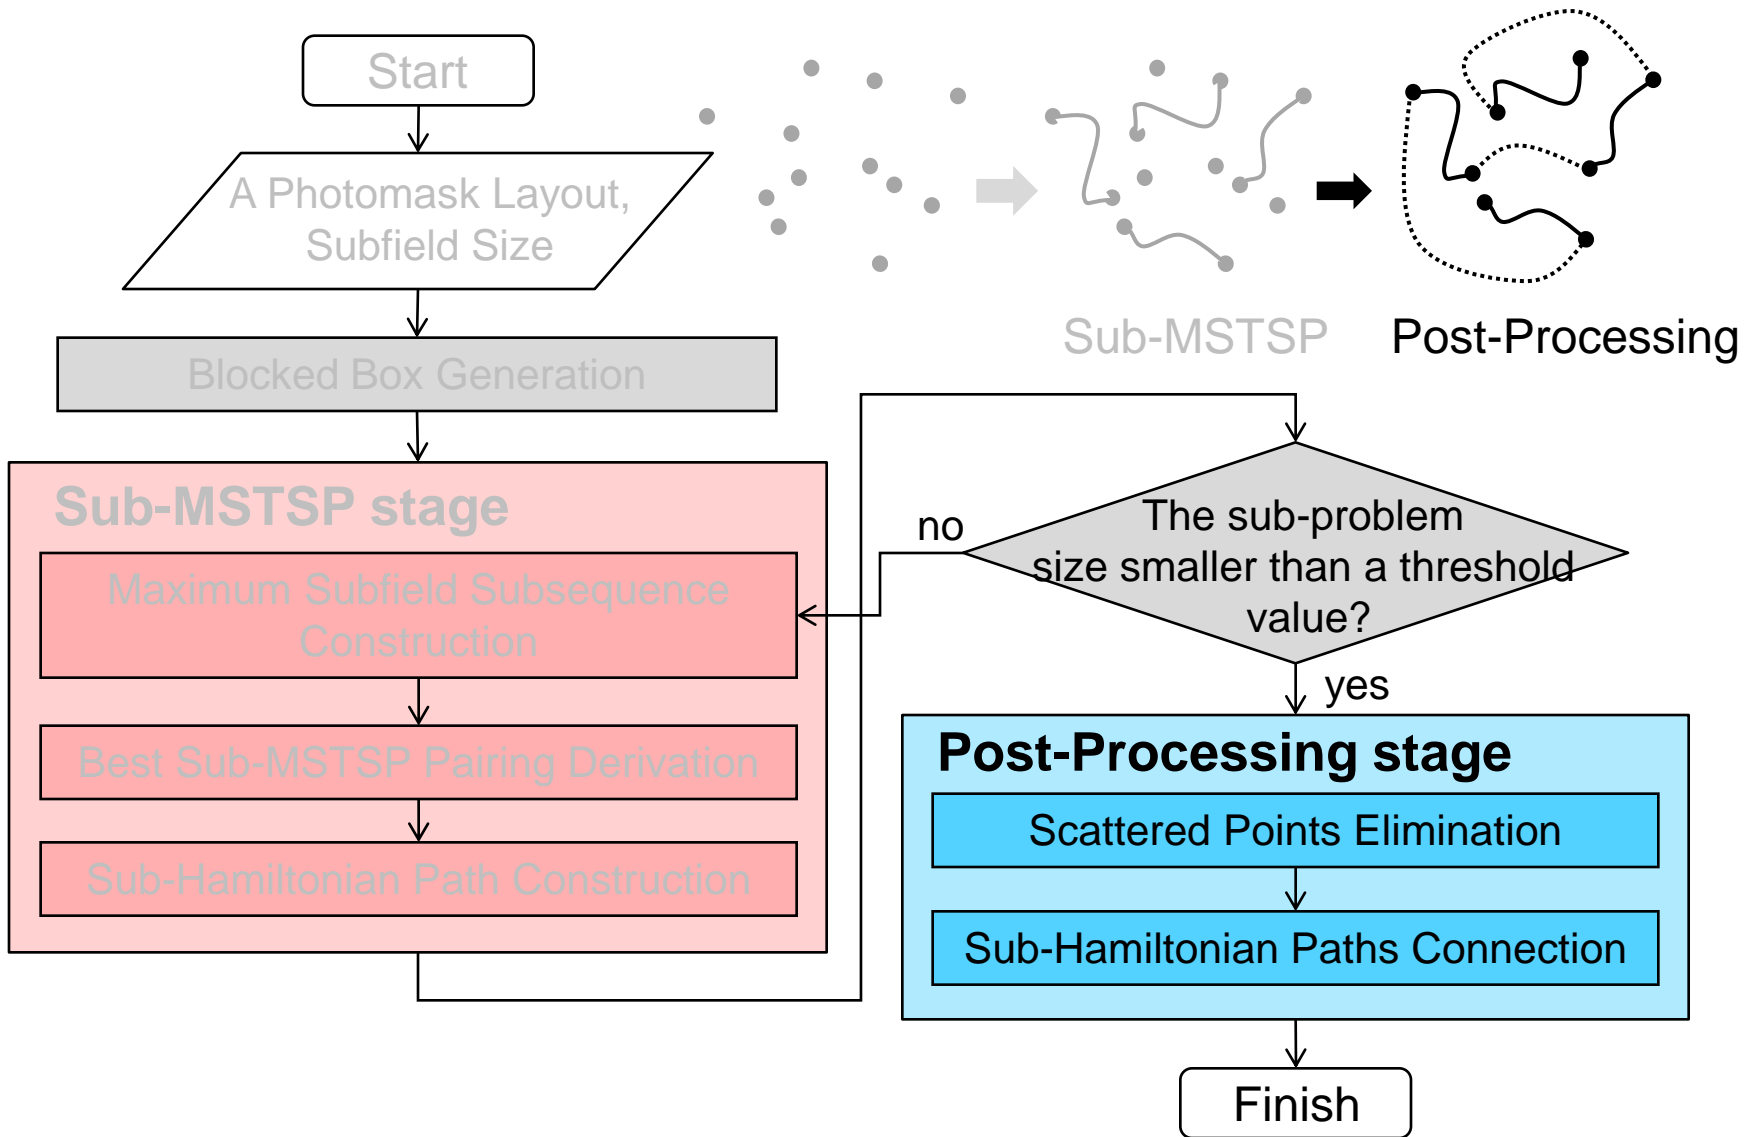 Start
A Photomask Layout,
Subfield Size
Blocked Box Generation
Sub-MSTSP
Post-Processing
Sub-MSTSP stage
Maximum Subfield Subsequence
Construction
Best Sub-MSTSP Pairing Derivation
Sub-Hamiltonian Path Construction
no
The sub-problem
size smaller than a threshold
value?
yes
Post-Processing stage
Scattered Points Elimination
Sub-Hamiltonian Paths Connection
Finish